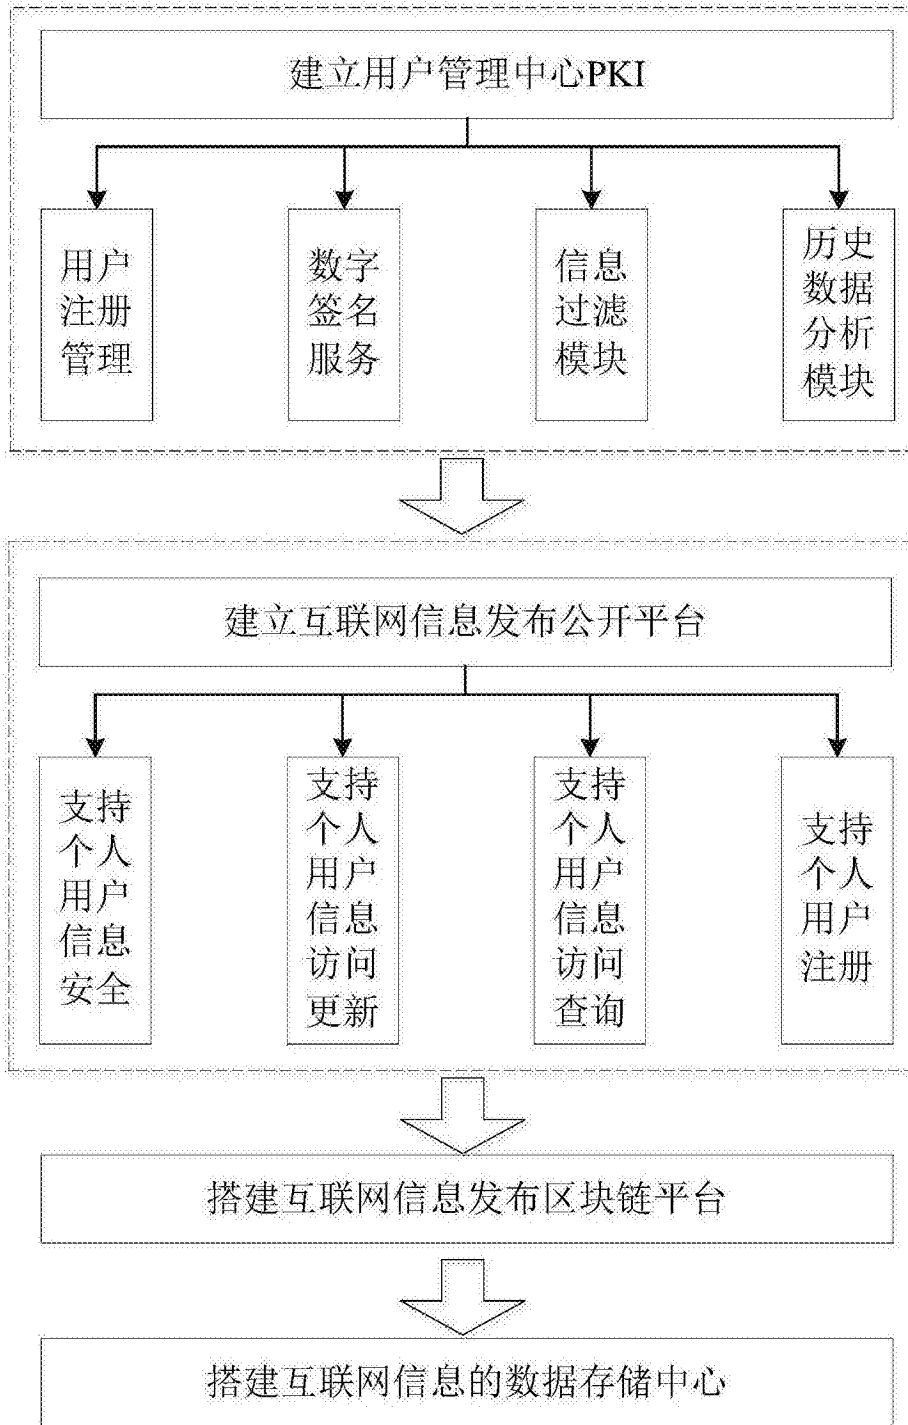 建立用户管理中心PKI
用户
注册
管理
数字
签名
服务
信息
过滤
模块
历史
数据
分析
模块
建立互联网信息发布公开平台
支持
个人
用户
信息
安全
支持
个人
用户
信息
访问
更新
支持
个人
用户
信息
访问
查询
支持
个人
用户
注册
搭建互联网信息发布区块链平台
搭建互联网信息的数据存储中心